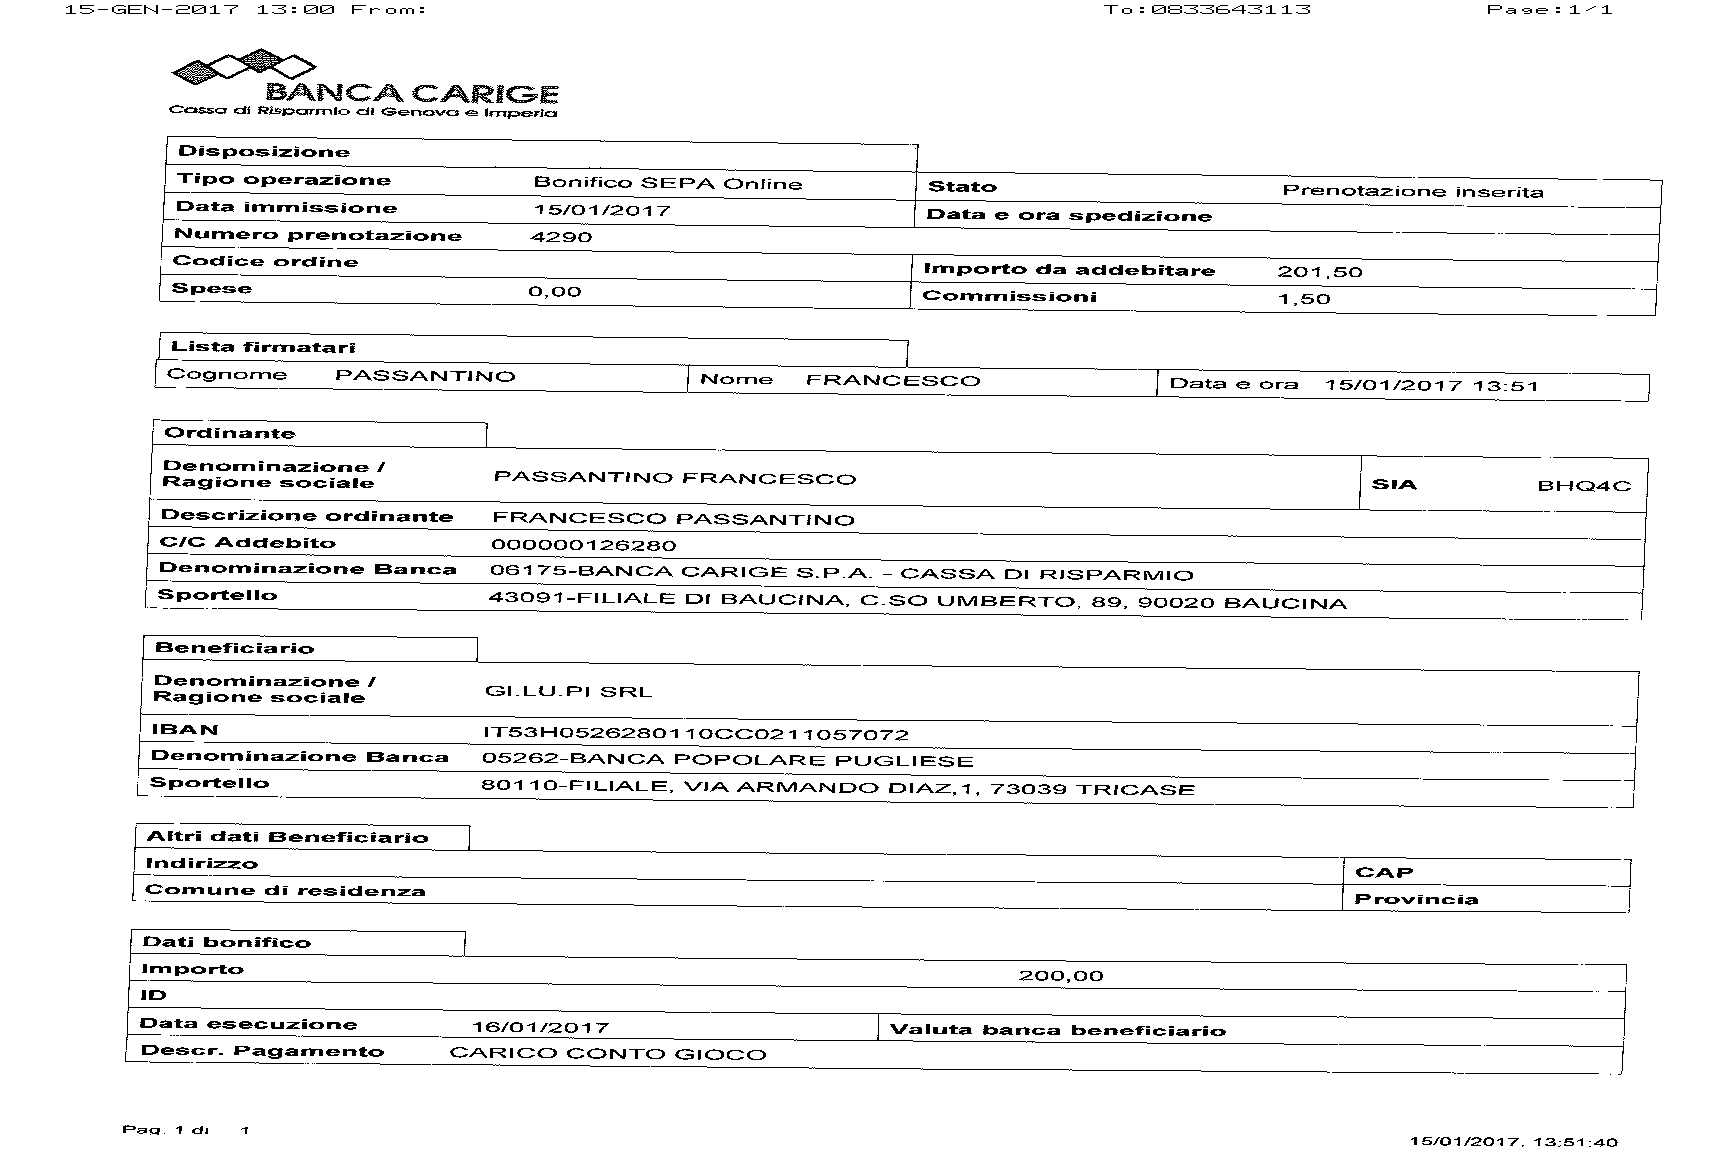 15-GEN-2017 13:00 From: To:0833643113 Page:1/1
BANCA CARIGE
Cassa di Risparmio di Genova e Imperia
Disposizione
Tipo operazione Bonifico SEPA Online Stato Prenotazione inserita
Data immissione 15/01/2017 Data e ora spedizione
Numero prenotazione 4290
Codice ordine Importo da addebitare 201,50
Spese 0,00 Commissioni 1,50
Lista firmatari
Cognome PASSANTINO Nome FRANCESCO Data e ora 15/01/2017 13:51
Ordinante
Denominazione /
Ragione sociale PASSANTINO FRANCESCO SIA BHQ4C
Descrizione ordinante FRANCESCO PASSANTINO
C/C Addebito 000000126280
Denominazione Banca 06175-BANCA CARIGE S.P.A. - CASSA DI RISPARMIO
Sportello 43091-FILIALE DI BAUCINA, C.SO UMBERTO, 89, 90020 BAUCINA
Beneficiario
Denominazione /
Ragione sociale GI.LU.PI SRL
IBAN IT53H0526280110CC0211057072
Denominazione Banca 05262-BANCA POPOLARE PUGLIESE
Sportello 80110-FILIALE, VIA ARMANDO DIAZ,1, 73039 TRICASE
Altri dati Beneficiario
Indirizzo CAP
Comune di residenza Provincia
Dati bonifico
Importo 200,00
ID
Data esecuzione 16/01/2017 Valuta banca beneficiario
Descr. Pagamento CARICO CONTO GIOCO
Pag. 1 di 1
15/01/2017, 13:51:40